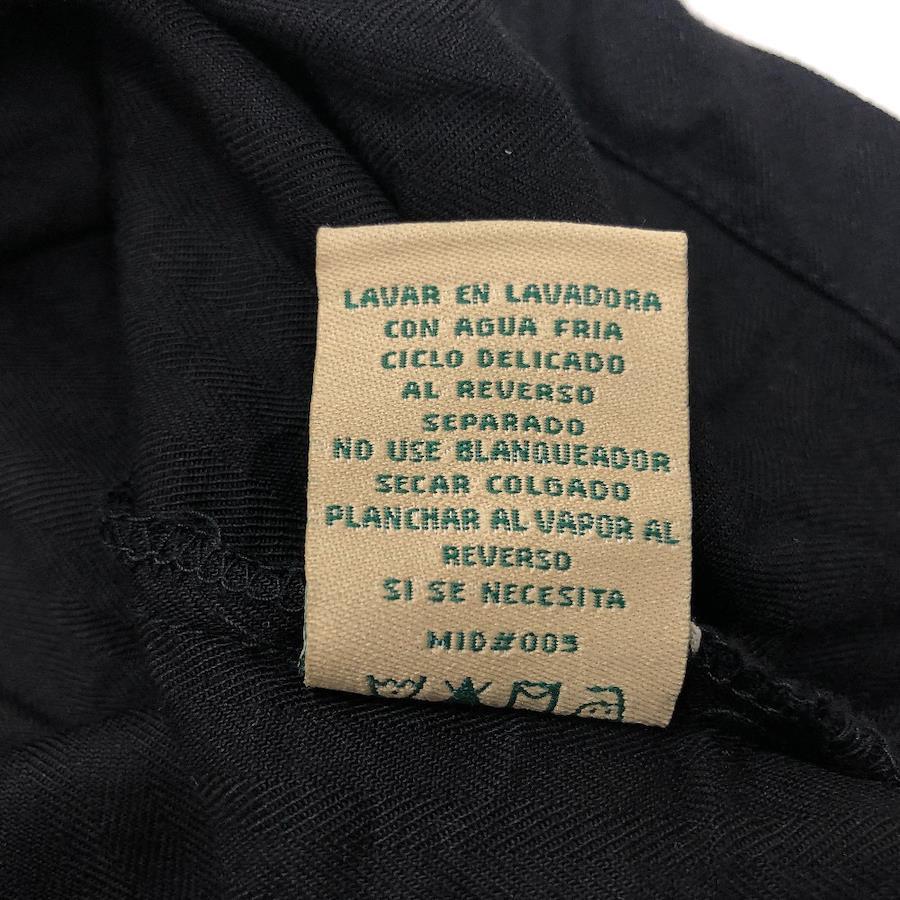 LAVAR EN LAVADORA
CON AGUA FRIA
CICLO DELICADO
AL REVERSO
SEPARADO
NO USE BLANQUEADOR
SECAR COLGADO
PLANCHAR AL VAPOR AL
REVERSO
SI SE NECESITA
MID#005